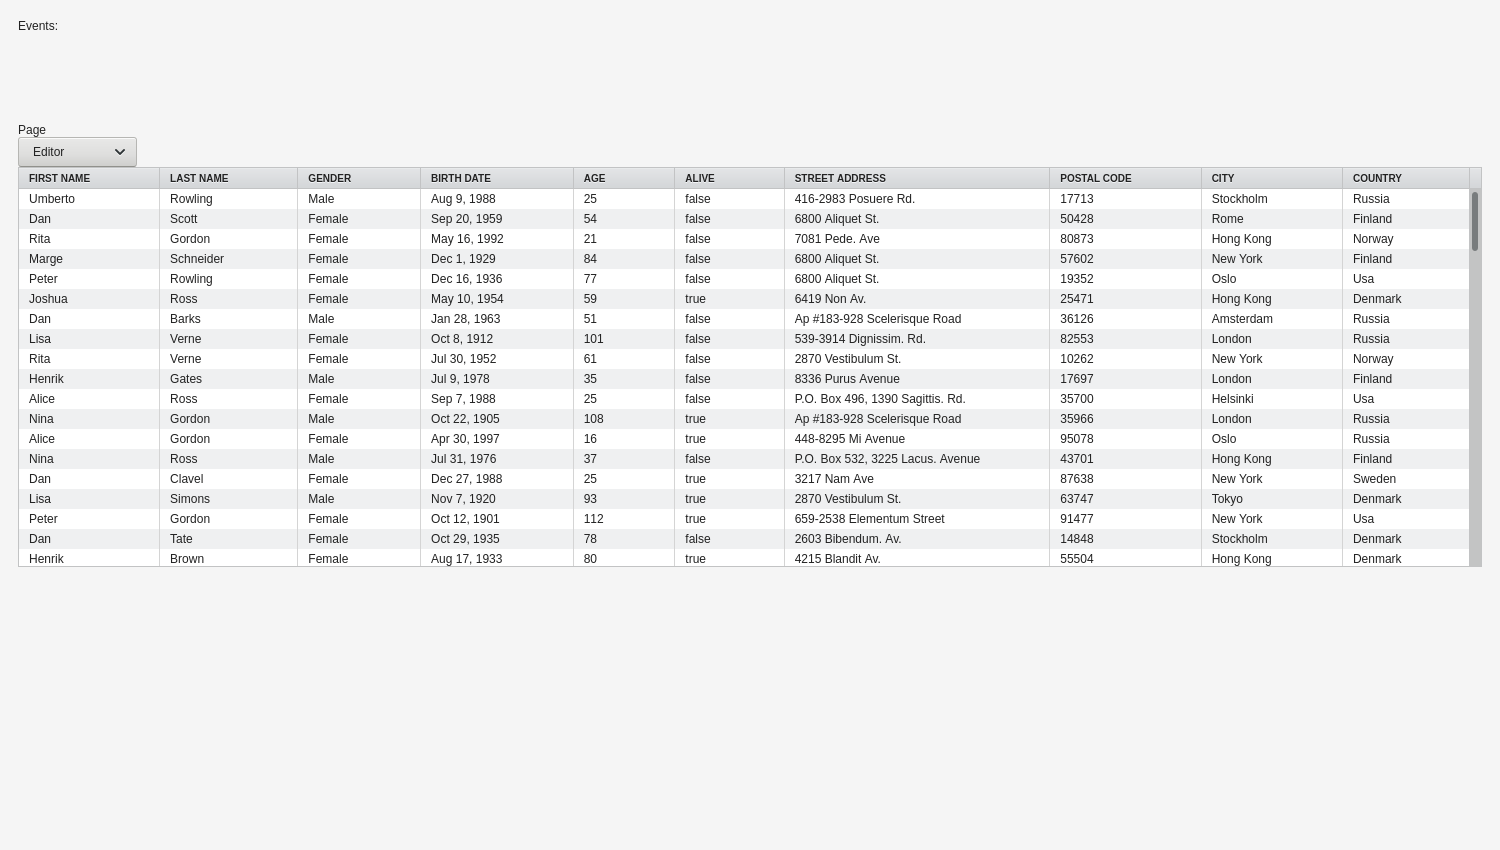 Events:
Page
Editor
FIRST NAME LAST NAME GENDER BIRTH DATE AGE ALIVE STREET ADDRESS POSTAL CODE CITY COUNTRY
Umberto Rowling Male Aug 9, 1988 25 false 416-2983 Posuere Rd. 17713 Stockholm Russia
Dan Scott Female Sep 20, 1959 54 false 6800 Aliquet St. 50428 Rome Finland
Rita Gordon Female May 16, 1992 21 false 7081 Pede. Ave 80873 Hong Kong Norway
Marge Schneider Female Dec 1, 1929 84 false 6800 Aliquet St. 57602 New York Finland
Peter Rowling Female Dec 16, 1936 77 false 6800 Aliquet St. 19352 Oslo Usa
Joshua Ross Female May 10, 1954 59 true 6419 Non Av. 25471 Hong Kong Denmark
Dan Barks Male Jan 28, 1963 51 false Ap #183-928 Scelerisque Road 36126 Amsterdam Russia
Lisa Verne Female Oct 8, 1912 101 false 539-3914 Dignissim. Rd. 82553 London Russia
Rita Verne Female Jul 30, 1952 61 false 2870 Vestibulum St. 10262 New York Norway
Henrik Gates Male Jul 9, 1978 35 false 8336 Purus Avenue 17697 London Finland
Alice Ross Female Sep 7, 1988 25 false P.O. Box 496, 1390 Sagittis. Rd. 35700 Helsinki Usa
Nina Gordon Male Oct 22, 1905 108 true Ap #183-928 Scelerisque Road 35966 London Russia
Alice Gordon Female Apr 30, 1997 16 true 448-8295 Mi Avenue 95078 Oslo Russia
Nina Ross Male Jul 31, 1976 37 false P.O. Box 532, 3225 Lacus. Avenue 43701 Hong Kong Finland
Dan Clavel Female Dec 27, 1988 25 true 3217 Nam Ave 87638 New York Sweden
Lisa Simons Male Nov 7, 1920 93 true 2870 Vestibulum St. 63747 Tokyo Denmark
Peter Gordon Female Oct 12, 1901 112 true 659-2538 Elementum Street 91477 New York Usa
Dan Tate Female Oct 29, 1935 78 false 2603 Bibendum. Av. 14848 Stockholm Denmark
Henrik Brown Female Aug 17, 1933 80 true 4215 Blandit Av. 55504 Hong Kong Denmark